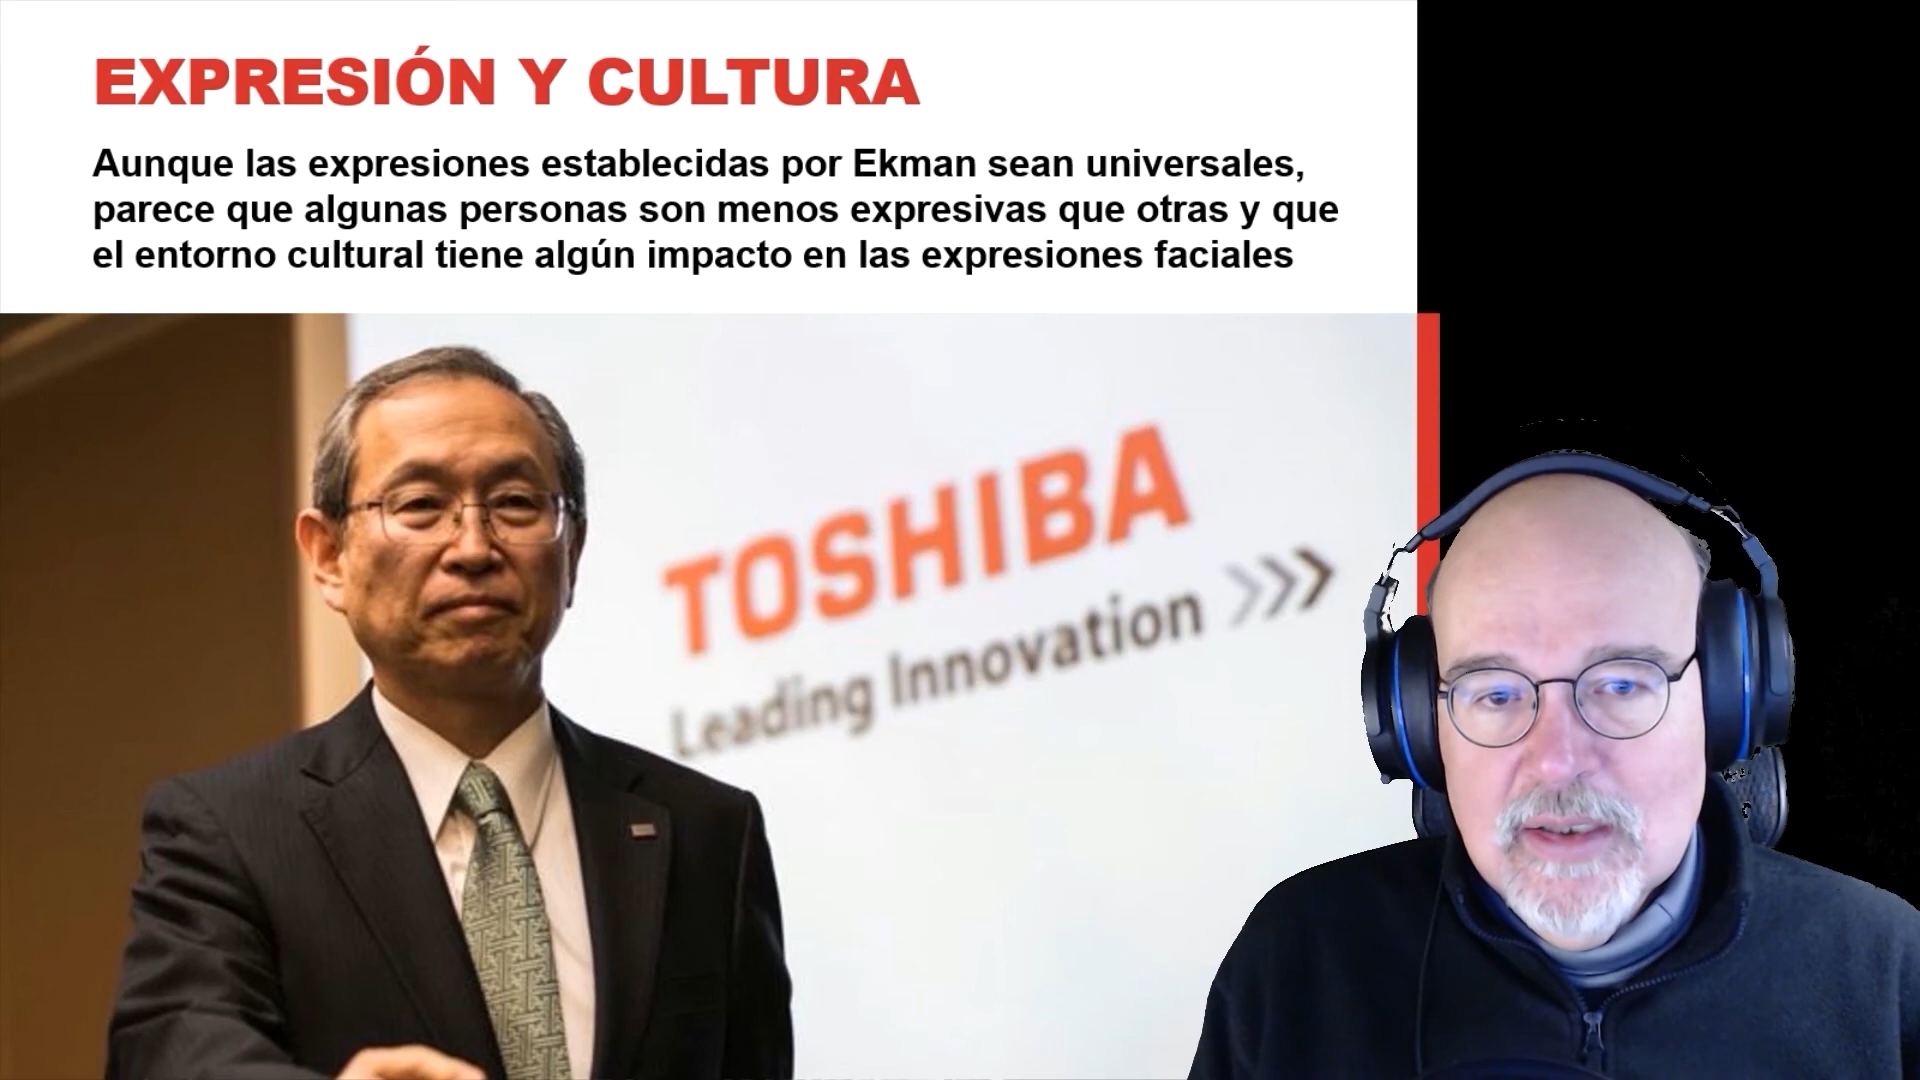 EXPRESIÓN Y CULTURA
Aunque las expresiones establecidas por Ekman sean universales,
parece que algunas personas son menos expresivas que otras y que
el entorno cultural tiene algún impacto en las expresiones faciales
TOSHIBA
Leading Innovation >>>